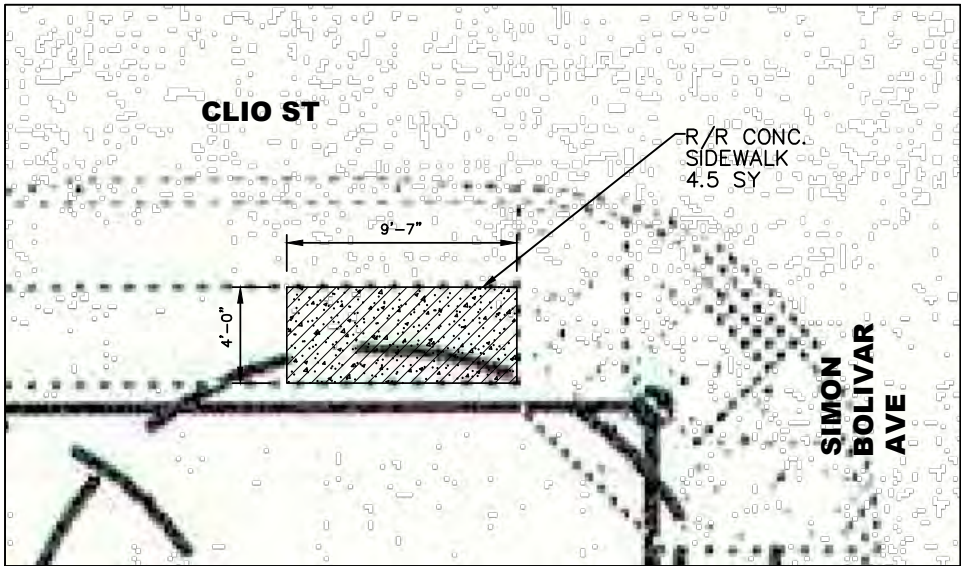 CLIO ST
R/R CONC.
SIDEWALK
4.5 SY
9'-7"
4'-0"
SIMON
BOLIVAR
AVE